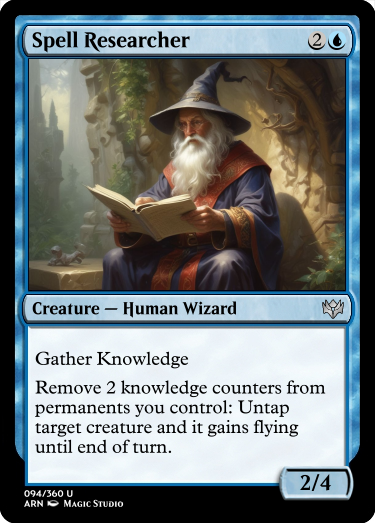 Spell Researcher 2
Creature — Human Wizard
Gather Knowledge
Remove 2 knowledge counters from
permanents you control: Untap
target creature and it gains flying
until end of turn.
2/4
094/360 U
ARN Magic Studio